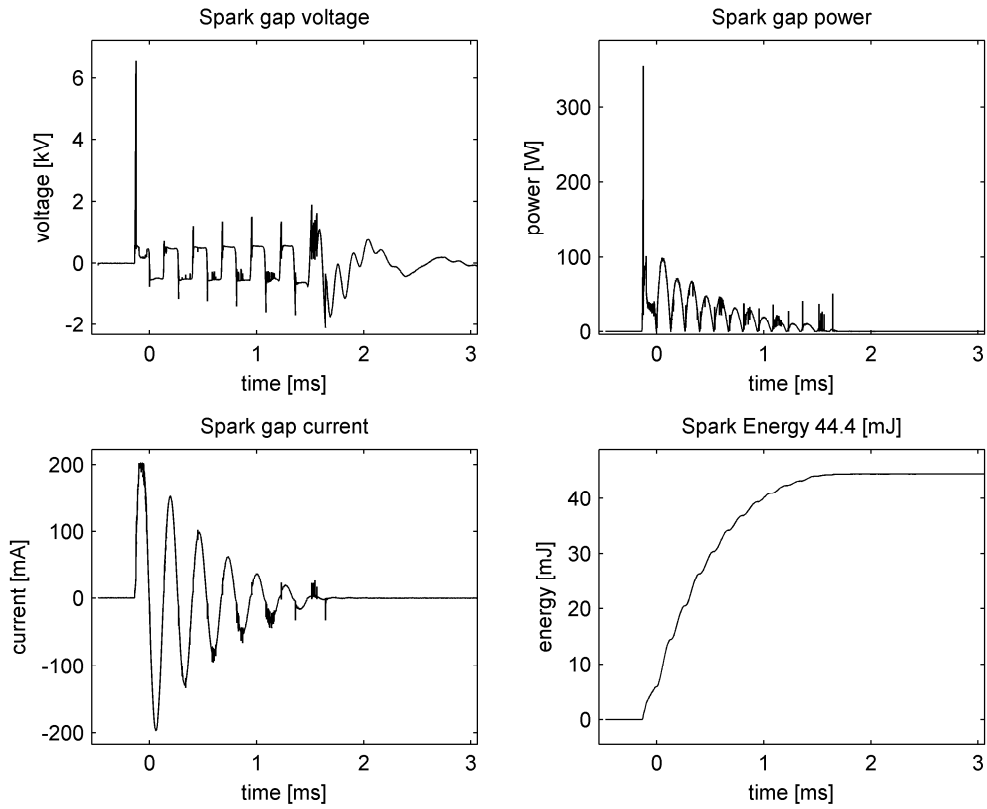 Spark gap voltage
voltage [kV]
6
4
2
0
-2
0 1 2 3
time [ms]
Spark gap power
power [W]
300
200
100
0
0 1 2 3
time [ms]
Spark gap current
current [mA]
200
100
0
-100
-200
0 1 2 3
time [ms]
Spark Energy 44.4 [mJ]
energy [mJ]
40
30
20
10
0
0 1 2 3
time [ms]